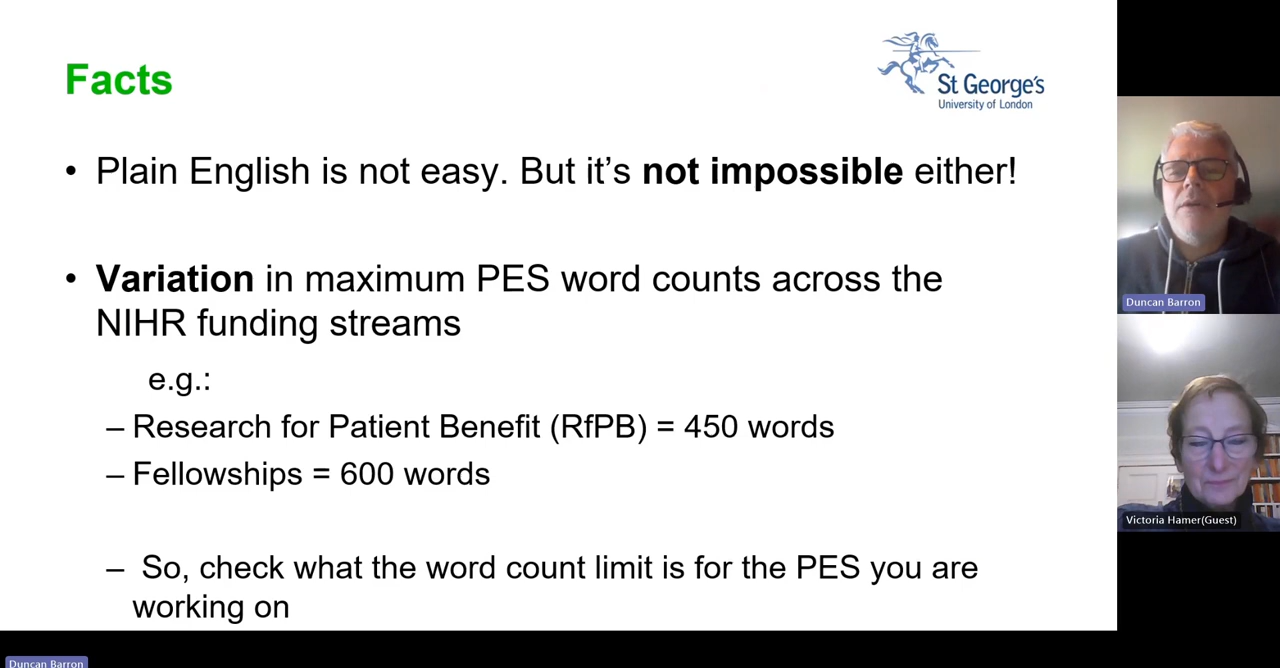 Facts
St George's
University of London
• Plain English is not easy. But it's not impossible either!
• Variation in maximum PES word counts across the
NIHR funding streams
e.g.:
– Research for Patient Benefit (RfPB) = 450 words
– Fellowships = 600 words
– So, check what the word count limit is for the PES you are
working on
Duncan Barron
Victoria Hamer(Guest)
Duncan Barron